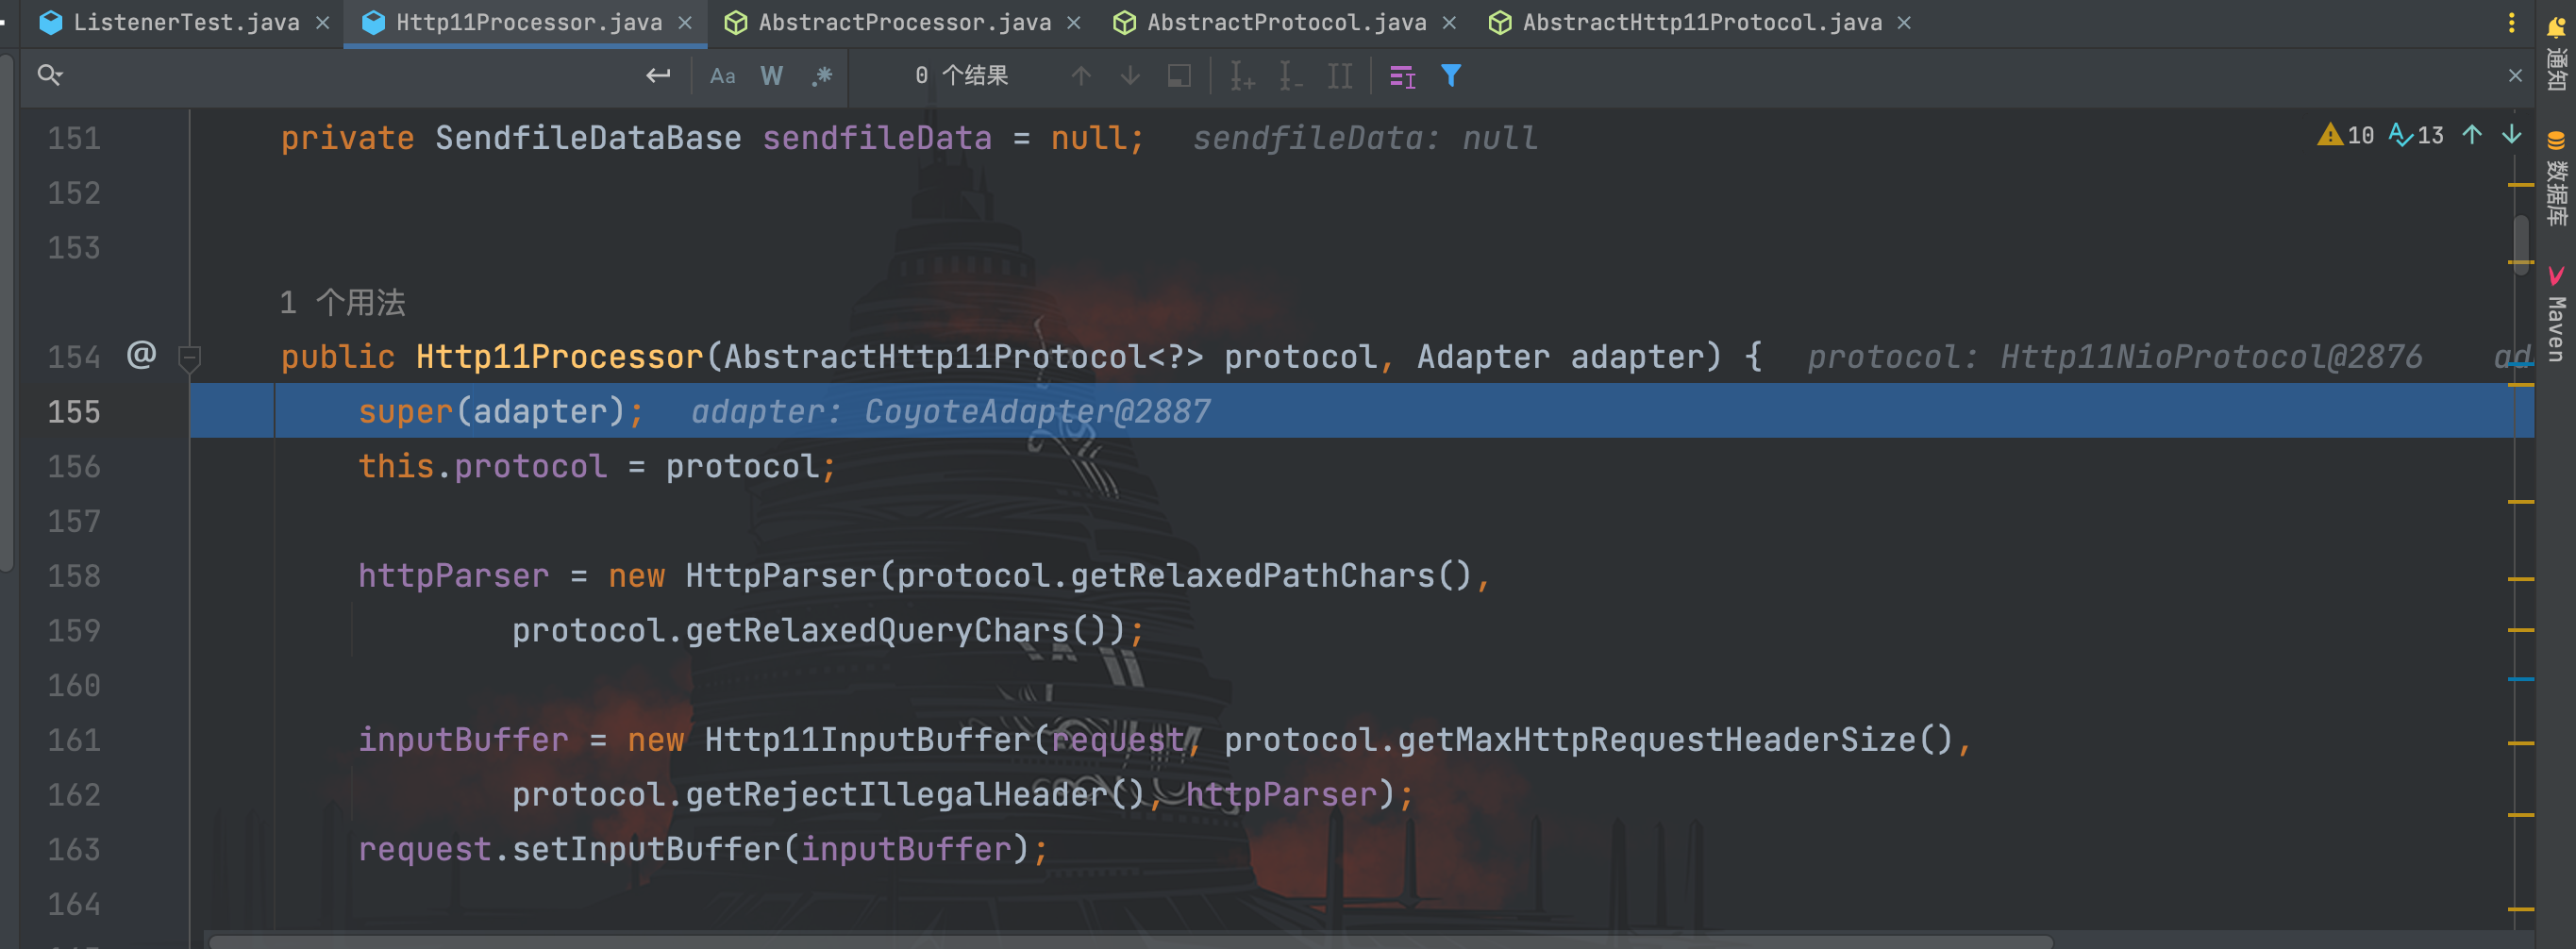 ListenerTest.java Http11Processor.java AbstractProcessor.java AbstractProtocol.java AbstractHttp11Protocol.java
Aa W .* 0 个结果
151 private SendfileDataBase sendfileData = null; sendfileData: null
10 13
152
153
1 个用法
154 @ public Http11Processor(AbstractHttp11Protocol<?> protocol, Adapter adapter) { protocol: Http11NioProtocol@2876 ad
155 super(adapter); adapter: CoyoteAdapter@2887
156 this.protocol = protocol;
157
158 httpParser = new HttpParser(protocol.getRelaxedPathChars(),
159 protocol.getRelaxedQueryChars());
160
161 inputBuffer = new Http11InputBuffer(request, protocol.getMaxHttpRequestHeaderSize(),
162 protocol.getRejectIllegalHeader(), httpParser);
163 request.setInputBuffer(inputBuffer);
164
通知
数据库
Maven